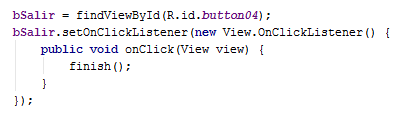 bSalir = findViewById(R.id.button04);
bSalir.setOnClickListener(new View.OnClickListener() {
    public void onClick(View view) {
        finish();
    }
});